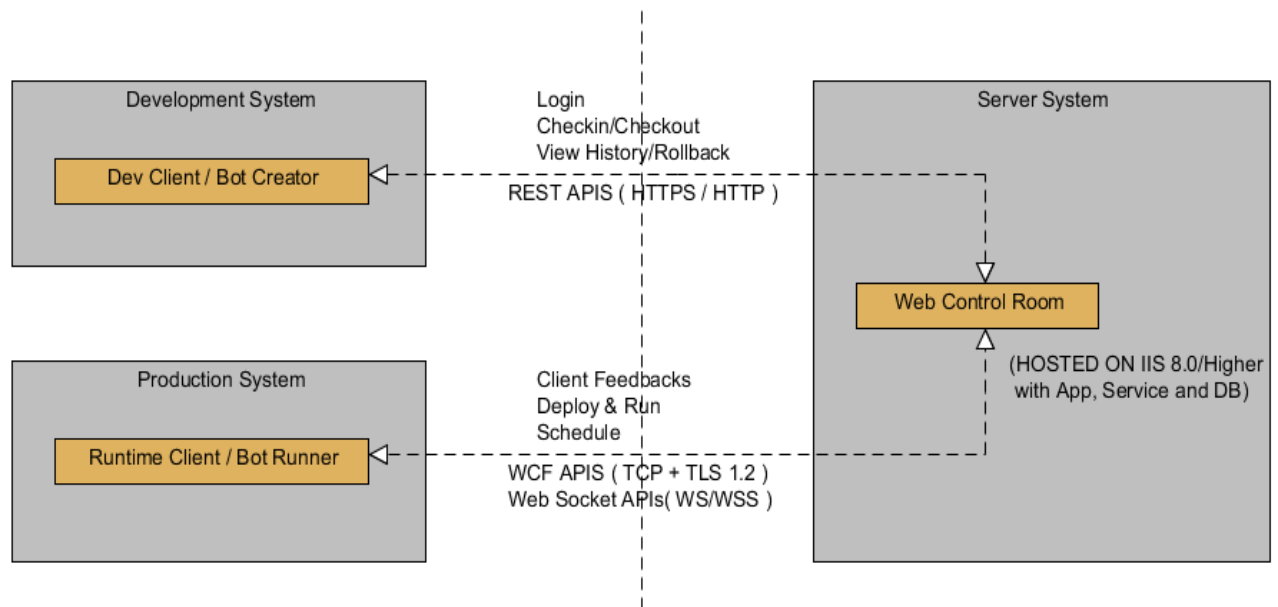 Development System
Dev Client / Bot Creator
Login
Checkin/Checkout
View History/Rollback
REST APIS ( HTTPS / HTTP )
Server System
Web Control Room
(HOSTED ON IIS 8.0/Higher
with App, Service and DB)
Production System
Runtime Client / Bot Runner
Client Feedbacks
Deploy & Run
Schedule
WCF APIS ( TCP + TLS 1.2 )
Web Socket APIs( WS/WSS )